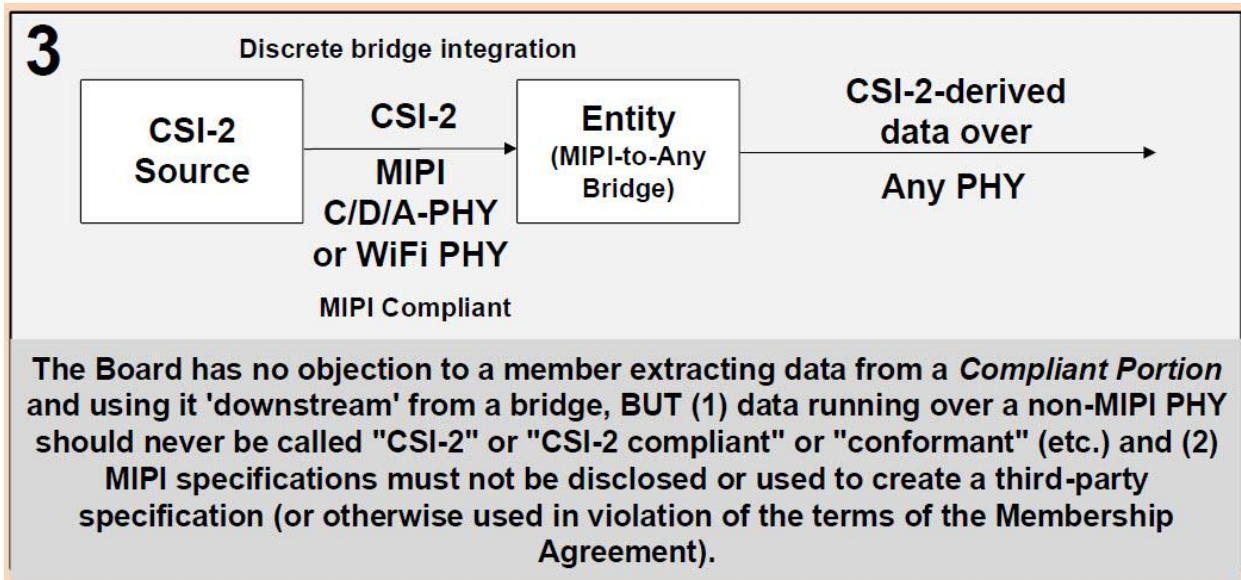 3
Discrete bridge integration
CSI-2
Source
CSI-2
MIPI
C/D/A-PHY
or WiFi PHY
MIPI Compliant
Entity
(MIPI-to-Any
Bridge)
CSI-2-derived
data over
Any PHY
The Board has no objection to a member extracting data from a Compliant Portion
and using it 'downstream' from a bridge, BUT (1) data running over a non-MIPI PHY
should never be called "CSI-2" or "CSI-2 compliant" or "conformant" (etc.) and (2)
MIPI specifications must not be disclosed or used to create a third-party
specification (or otherwise used in violation of the terms of the Membership
Agreement).